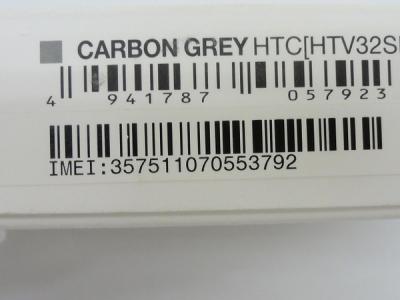 CARBON GREY HTC[HTV32S
4 941787 057923
IMEI:357511070553792